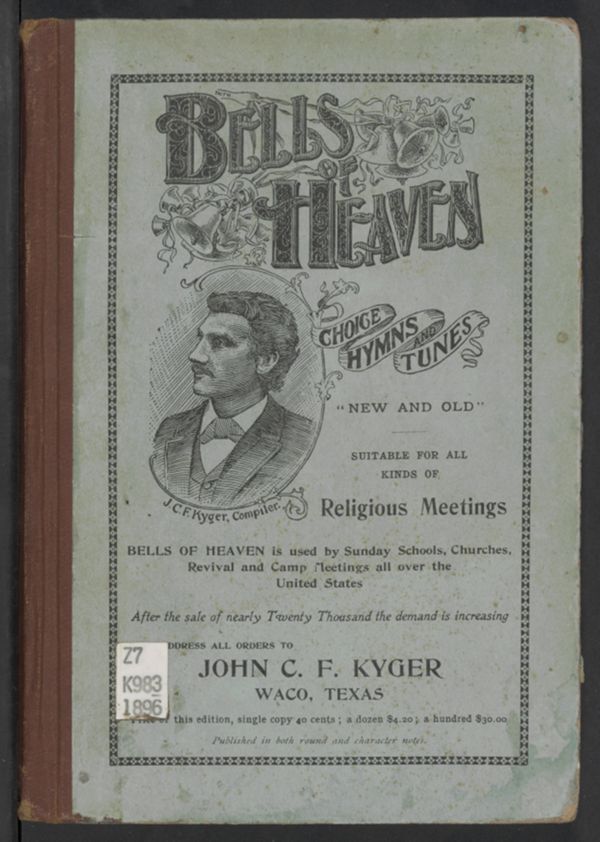 BELLS
OF
HEAVEN
CHOICE
HYMNS AND
TUNES
"NEW AND OLD"
SUITABLE FOR ALL
KINDS OF
Religious Meetings
J.C.F. Kyger, Compiler.
BELLS OF HEAVEN is used by Sunday Schools, Churches,
Revival and Camp Meetings all over the
United States
After the sale of nearly Twenty Thousand the demand is increasing
DDRESS ALL ORDERS TO
JOHN C. F. KYGER
WACO, TEXAS
Z7
K983
1896
this edition, single copy 40 cents; a dozen $4.20; a hundred $30.00
Published in both round and character notes.